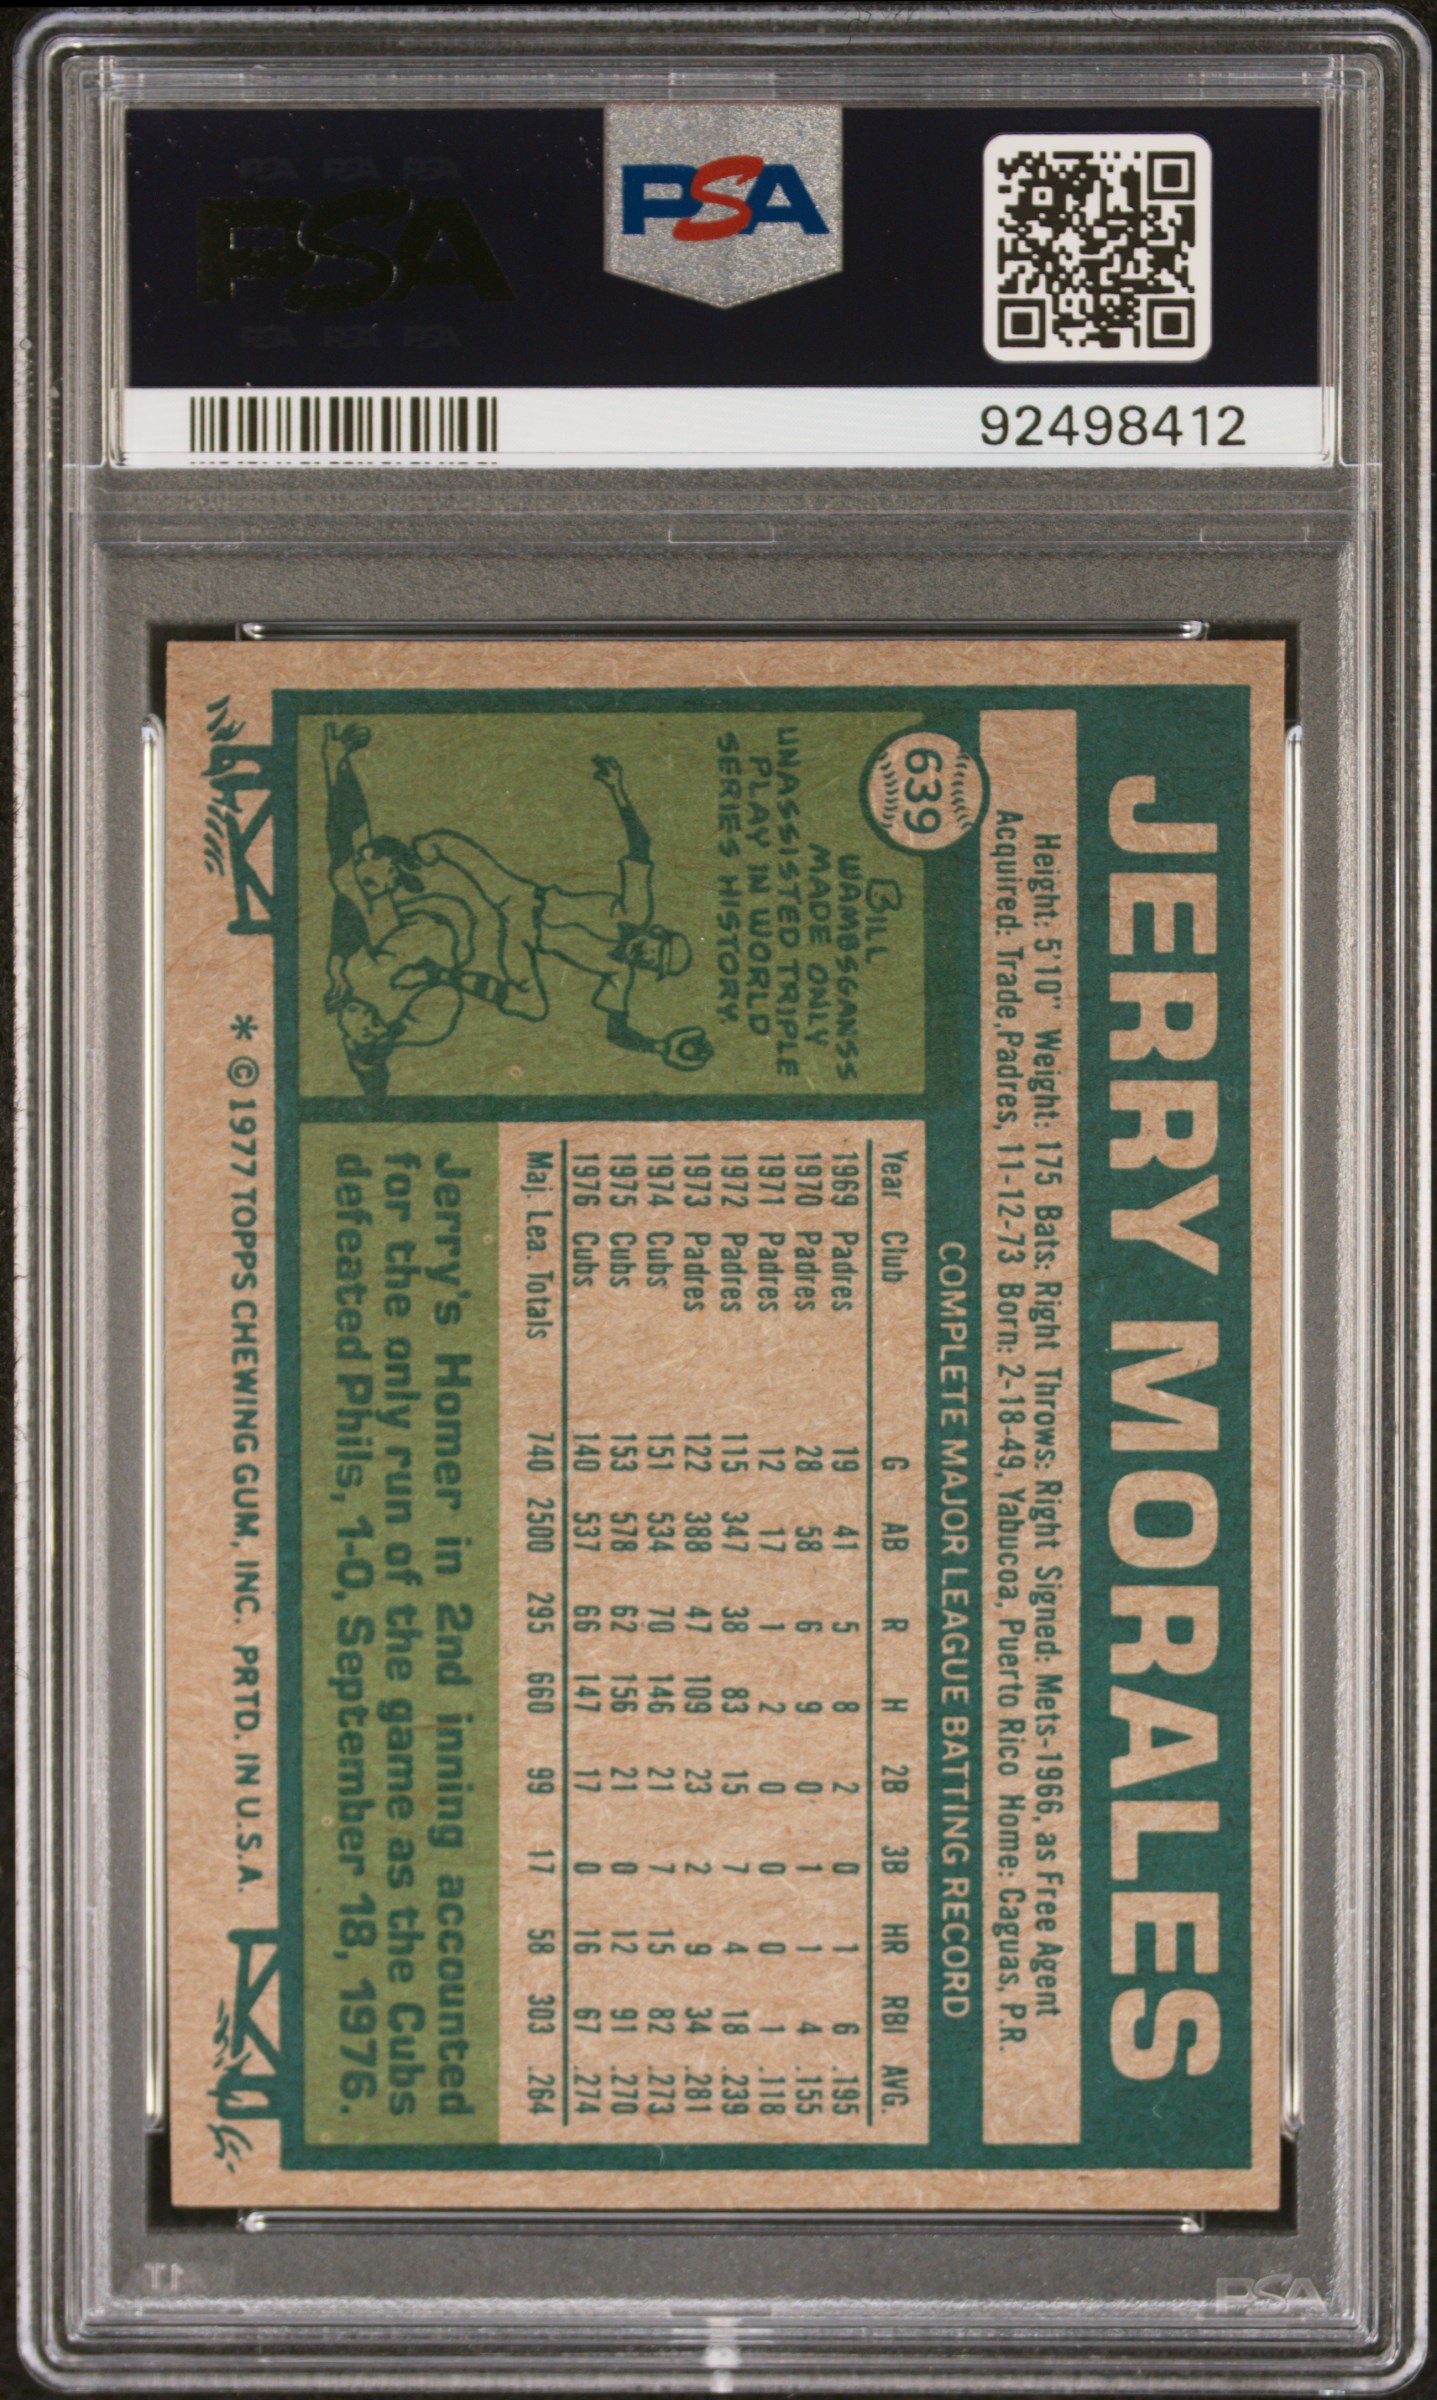 PSA PSA PSA
PSA
PSA PSA PSA
PSA
92498412
JERRY MORALES
Height: 5'10" Weight: 175 Bats: Right Throws: Right Signed: Mets-1966, as Free Agent
Acquired: Trade,Padres, 11-12-73 Born: 2-18-49, Yabucoa, Puerto Rico Home: Caguas, P.R.
639
COMPLETE MAJOR LEAGUE BATTING RECORD
BILL
WAMBSGANSS
MADE ONLY
UNASSISTED TRIPLE
PLAY IN WORLD
SERIES HISTORY.
Year Club G AB R H 2B 3B HR RBI AVG.
1969 Padres 19 41 5 8 2 0 1 6 .195
1970 Padres 28 58 6 9 0 1 1 4 .155
1971 Padres 12 17 1 2 0 0 0 1 .118
1972 Padres 115 347 38 83 15 7 4 18 .239
1973 Padres 122 388 47 109 23 2 9 34 .281
1974 Cubs 151 534 70 146 21 7 15 82 .273
1975 Cubs 153 578 62 156 21 0 12 91 .270
1976 Cubs 140 537 66 147 17 0 16 67 .274
Maj. Lea. Totals 740 2500 295 660 99 17 58 303 .264
Jerry's Homer in 2nd inning accounted
for the only run of the game as the Cubs
defeated Phils, 1-0, September 18, 1976.
* © 1977 TOPPS CHEWING GUM, INC. PRTD. IN U.S.A.
PSA